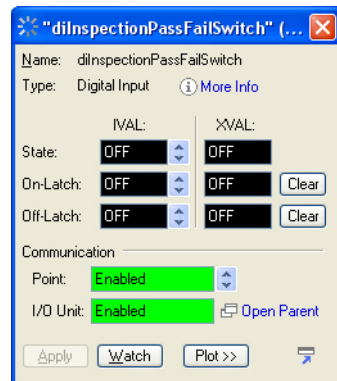 "diInspectionPassFailSwitch" (...
Name: diInspectionPassFailSwitch
Type: Digital Input More Info
IVAL: XVAL:
State: OFF OFF
On-Latch: OFF OFF Clear
Off-Latch: OFF OFF Clear
Communication
Point: Enabled
I/O Unit: Enabled Open Parent
Apply Watch Plot >>